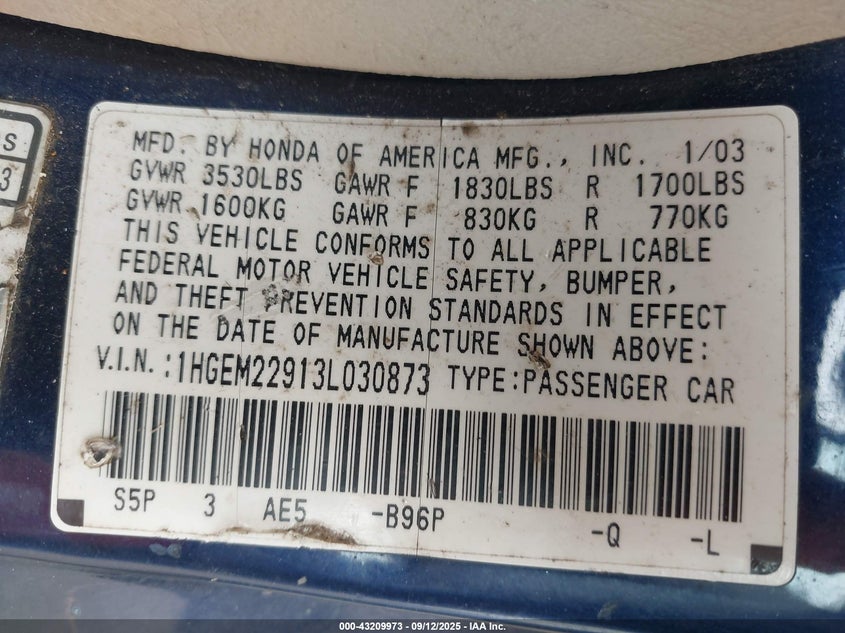 S
3
MFD. BY HONDA OF AMERICA MFG., INC. 1/03
GVWR 3530LBS GAWR F 1830LBS R 1700LBS
GVWR 1600KG GAWR F 830KG R 770KG
THIS VEHICLE CONFORMS TO ALL APPLICABLE
FEDERAL MOTOR VEHICLE SAFETY, BUMPER,
AND THEFT PREVENTION STANDARDS IN EFFECT
ON THE DATE OF MANUFACTURE SHOWN ABOVE:
V.I.N.:1HGEM22913L030873 TYPE:PASSENGER CAR
S5P 3 AE5 -B96P -Q -L
000-43209973 - 09/12/2025 - IAA Inc.